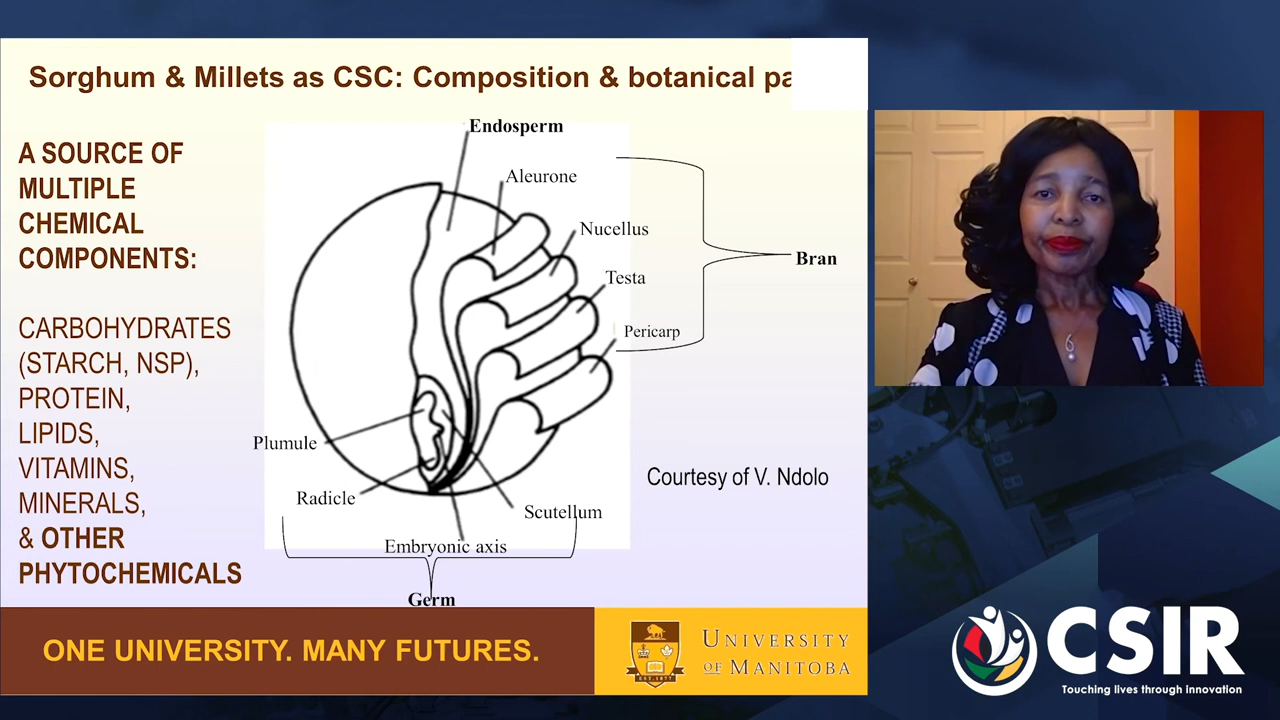 Sorghum & Millets as CSC: Composition & botanical pa
A SOURCE OF
MULTIPLE
CHEMICAL
COMPONENTS:
CARBOHYDRATES
(STARCH, NSP),
PROTEIN,
LIPIDS,
VITAMINS,
MINERALS,
& OTHER
PHYTOCHEMICALS
Endosperm
Aleurone
Nucellus
Testa
Pericarp
Bran
Plumule
Radicle
Scutellum
Embryonic axis
Germ
Courtesy of V. Ndolo
ONE UNIVERSITY. MANY FUTURES.
EST. 1877
UNIVERSITY
OF MANITOBA
CSIR
Touching lives through innovation